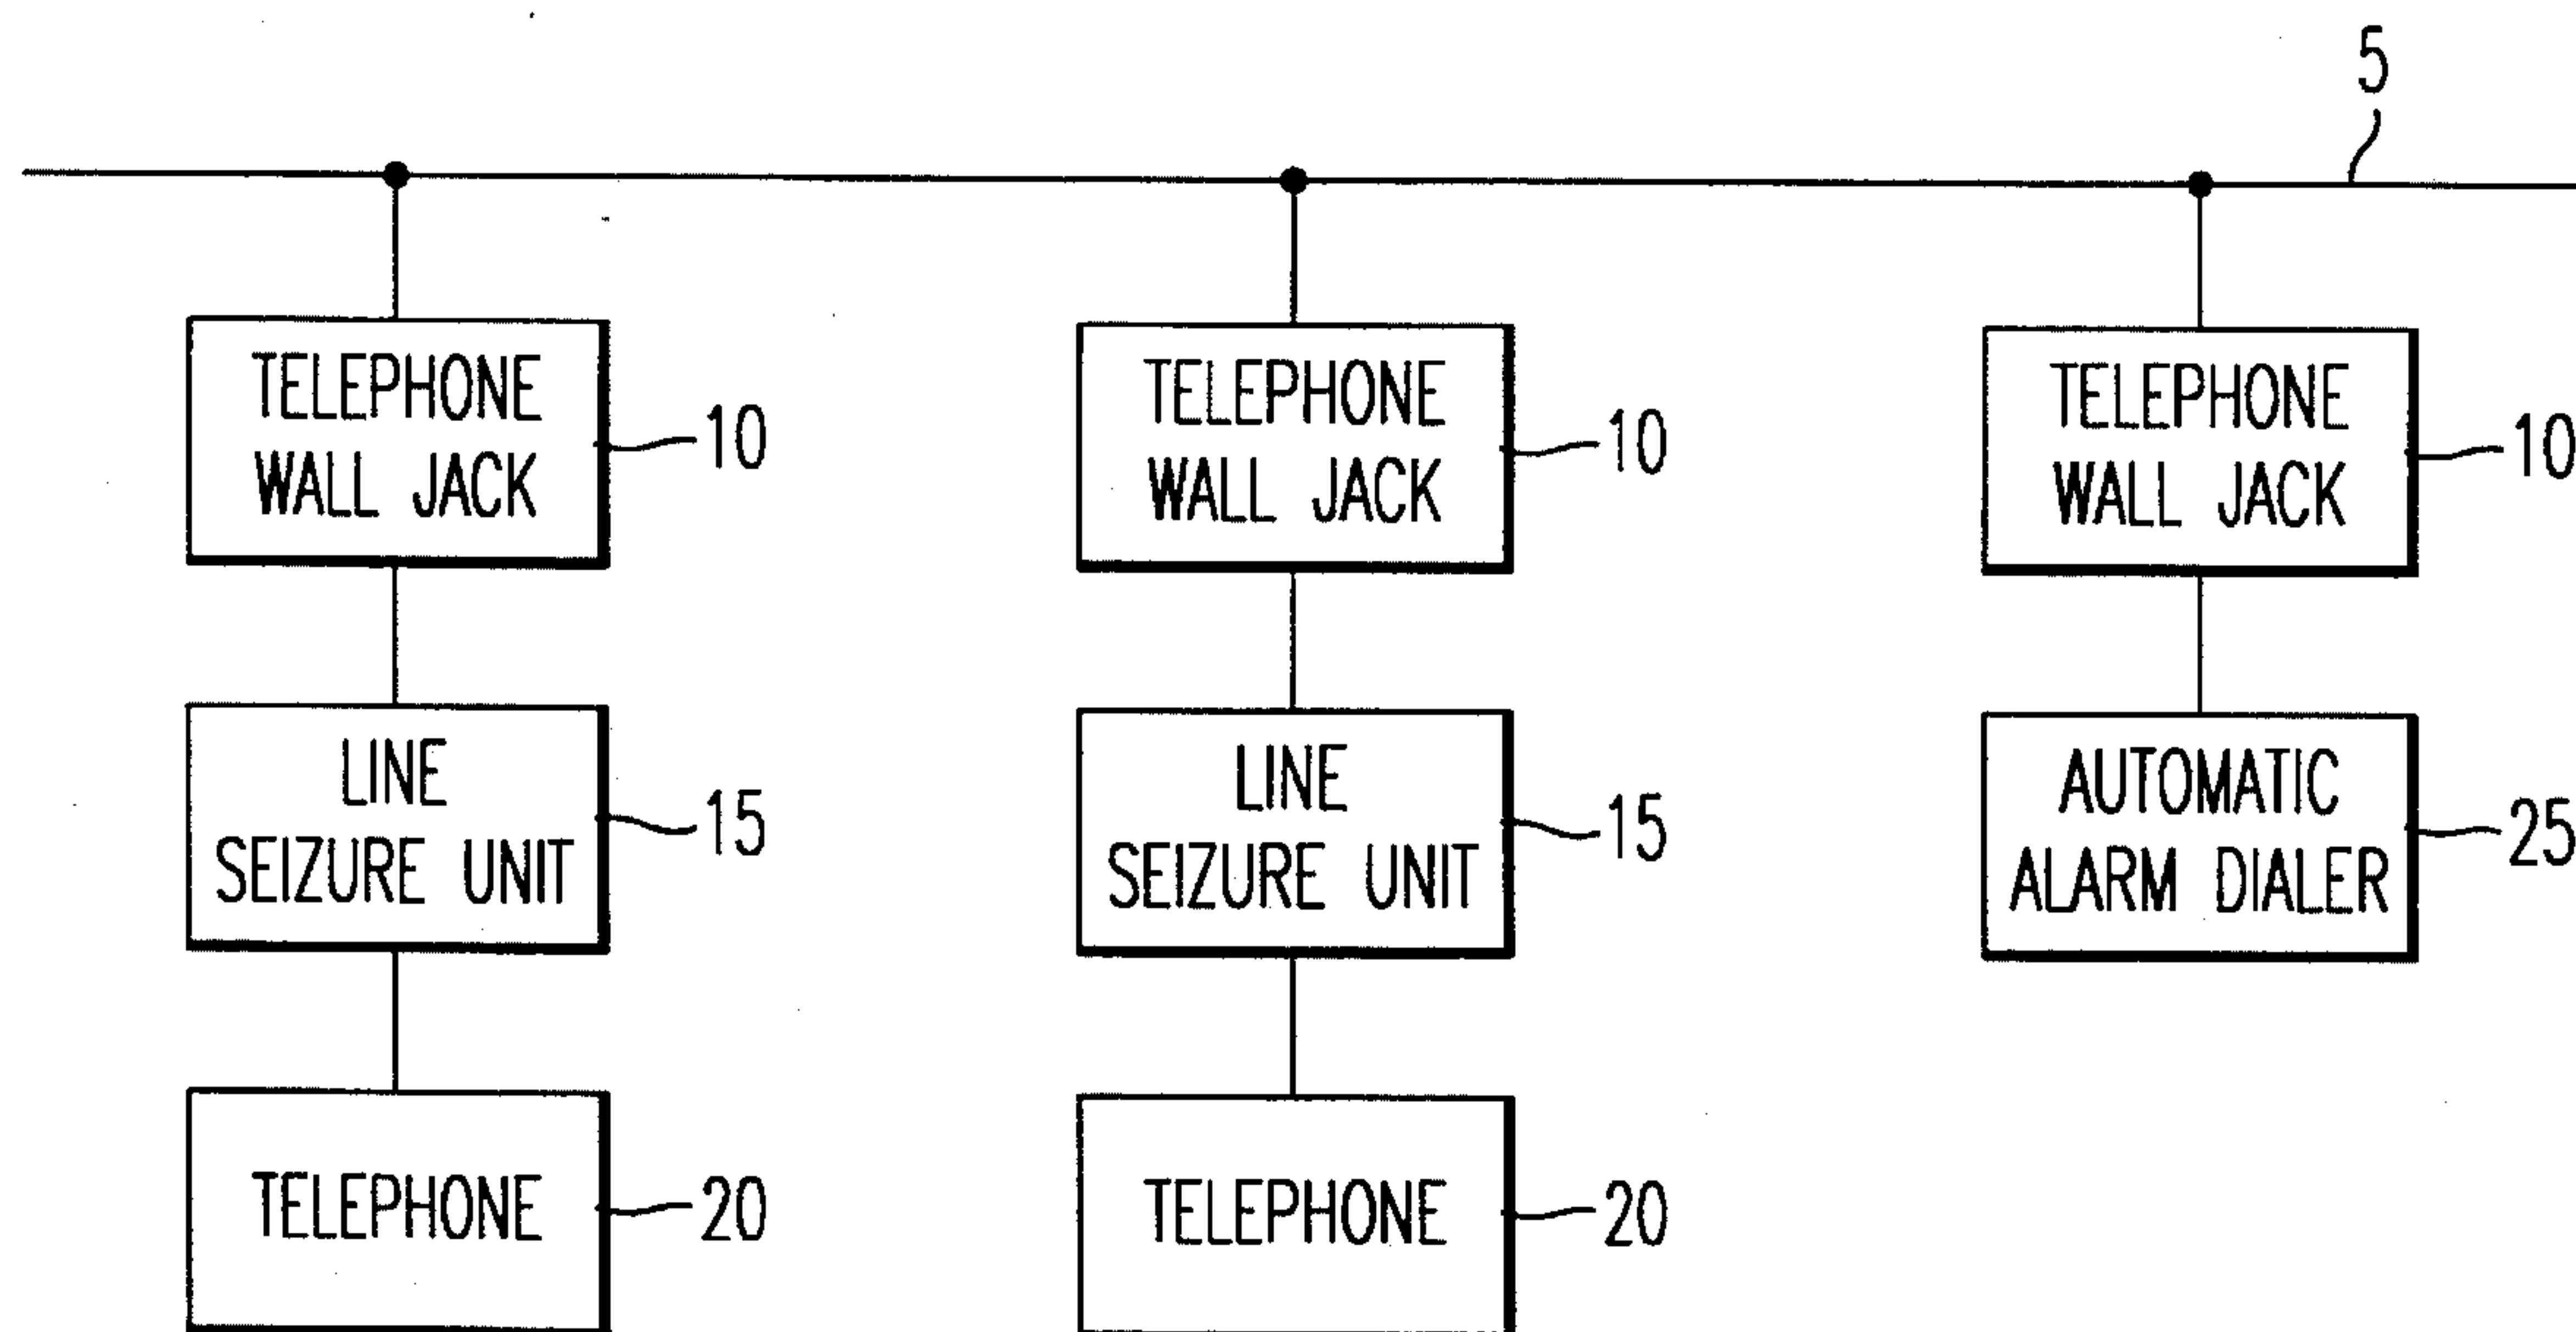 5
TELEPHONE
WALL JACK
10
TELEPHONE
WALL JACK
10
TELEPHONE
WALL JACK
10
LINE
SEIZURE UNIT
15
LINE
SEIZURE UNIT
15
AUTOMATIC
ALARM DIALER
25
TELEPHONE
20
TELEPHONE
20